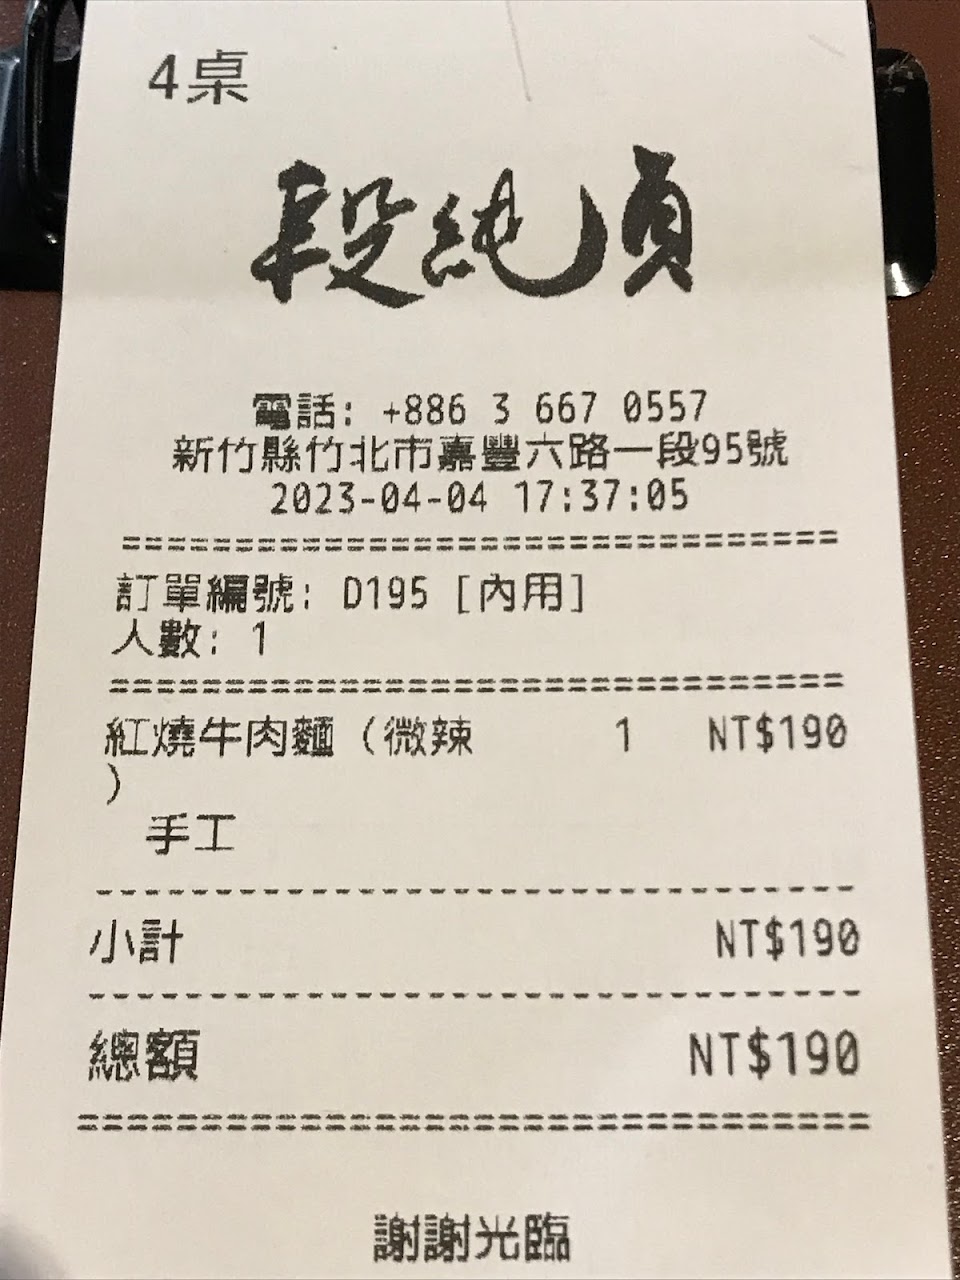 4桌
段純貞
電話: +886 3 667 0557
新竹縣竹北市嘉豐六路一段95號
2023-04-04 17:37:05
===============================
訂單編號: D195 [內用]
人數: 1
===============================
紅燒牛肉麵（微辣 1 NT$190
）
手工
-------------------------------
小計 NT$190
-------------------------------
總額 NT$190
===============================
謝謝光臨